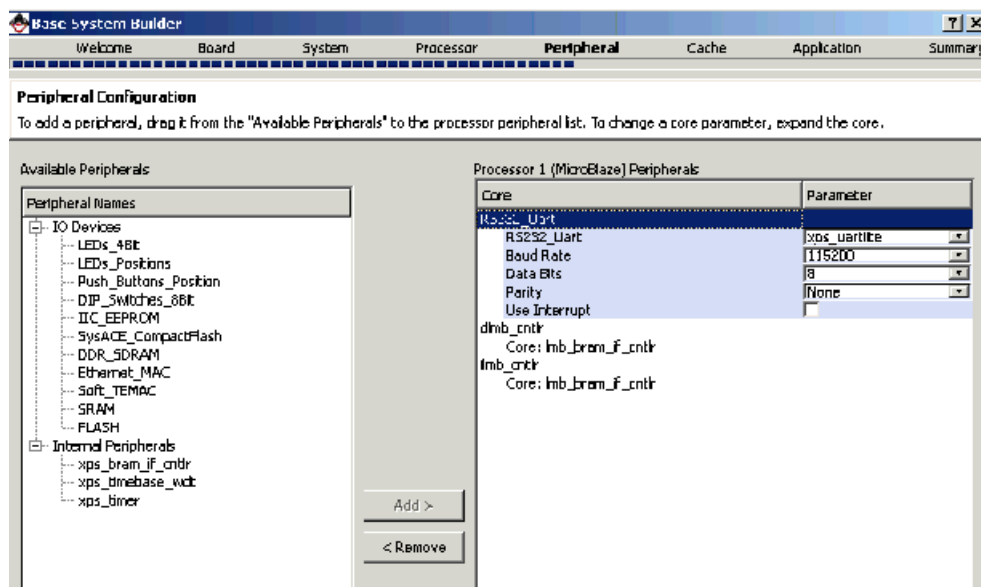 Base System Builder
Welcome Board System Processor Peripheral Cache Application Summary
Peripheral Configuration
To add a peripheral, drag it from the "Available Peripherals" to the processor peripheral list. To change a core parameter, expand the core.
Available Peripherals
Peripheral Names
IO Devices
LEDs_4Bit
LEDs_Positions
Push_Buttons_Position
DIP_Switches_8Bit
IIC_EEPROM
SysACE_CompactFlash
DDR_SDRAM
Ethernet_MAC
Soft_TEMAC
SRAM
FLASH
Internal Peripherals
xps_bram_if_cntlr
xps_timebase_wdt
xps_timer
Add >
< Remove
Processor 1 (MicroBlaze) Peripherals
Core Parameter
RS232_Uart
RS232_Uart xps_uartlite
Baud Rate 115200
Data Bits 8
Parity None
Use Interrupt
dlmb_cntlr
Core: lmb_bram_if_cntlr
ilmb_cntlr
Core: lmb_bram_if_cntlr